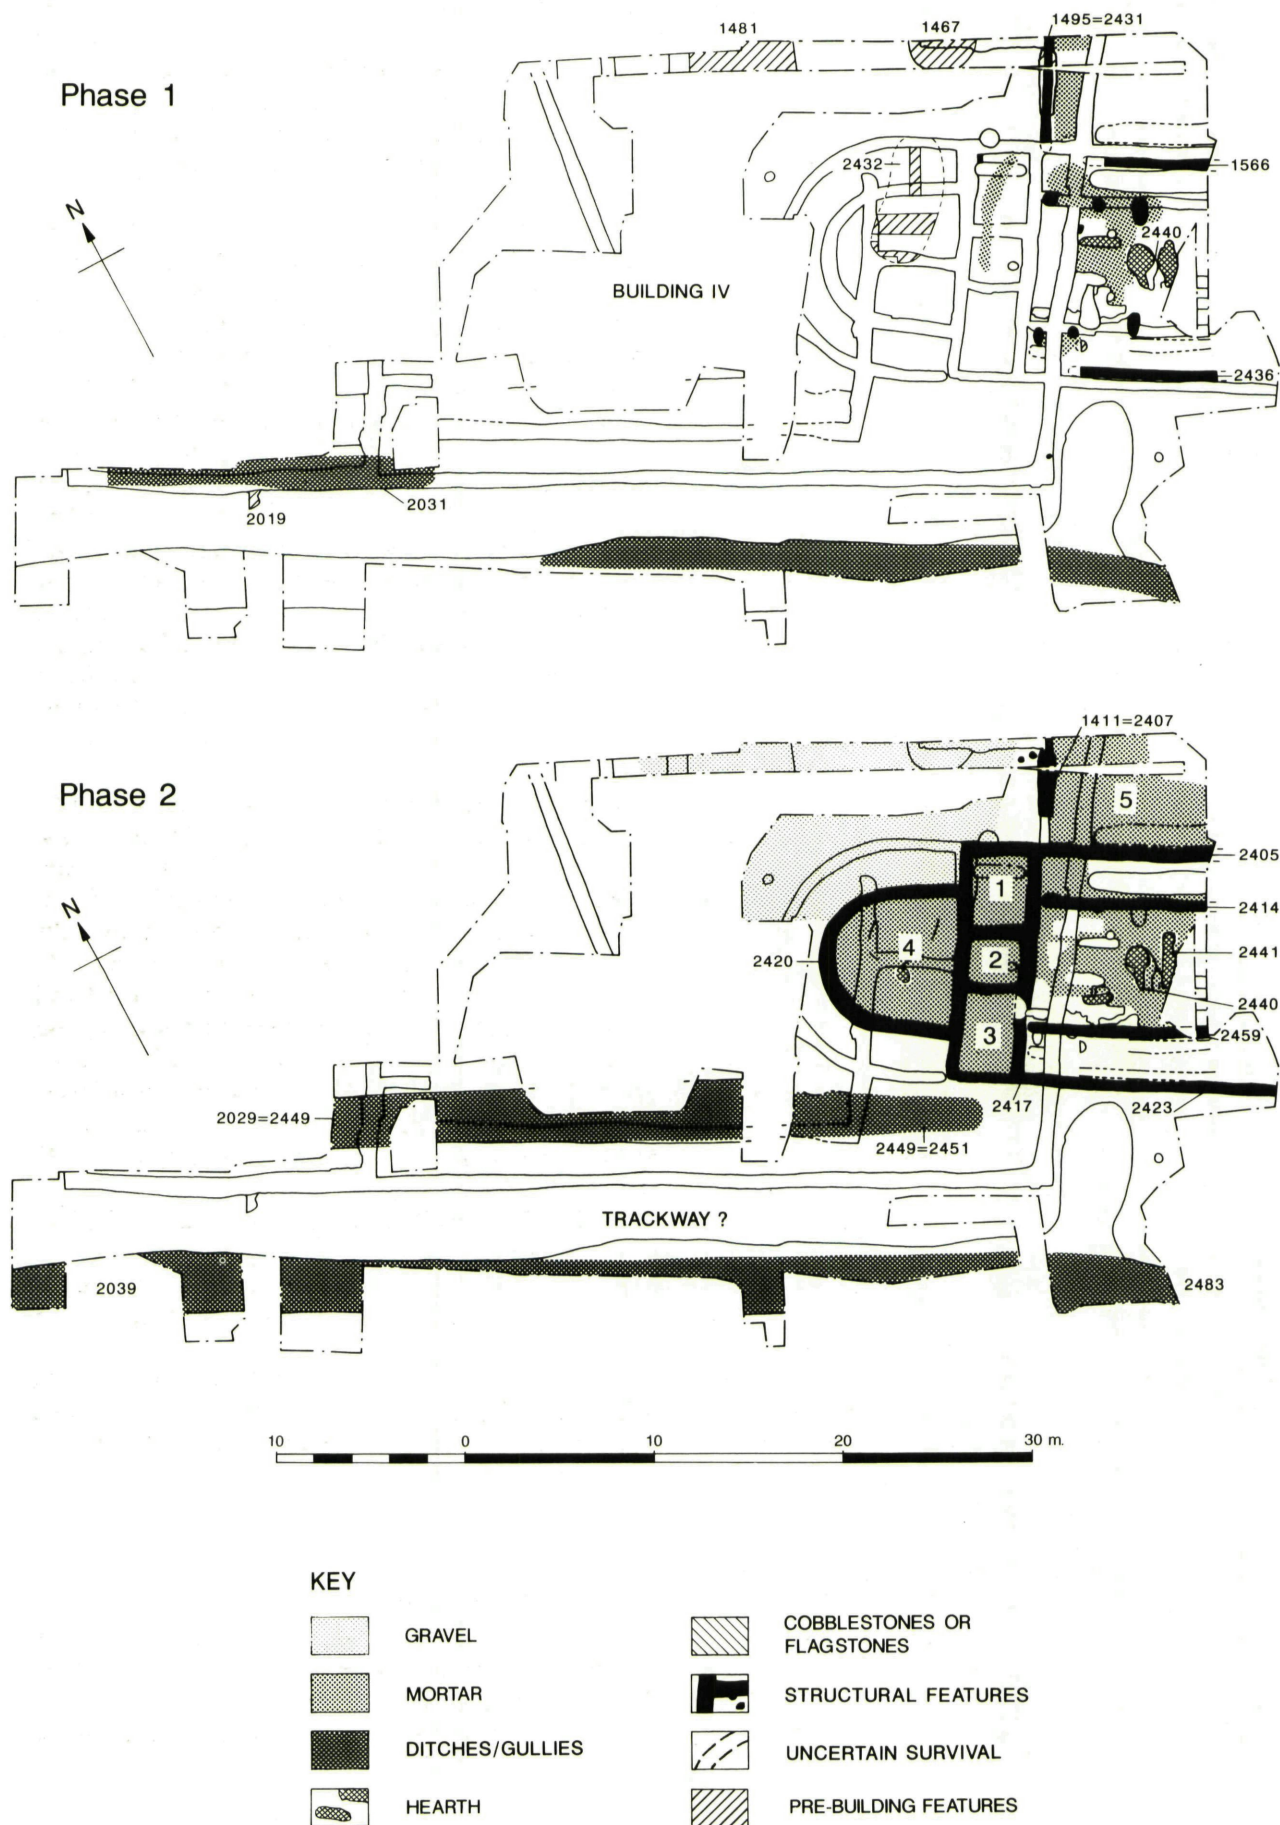 1481
1467
1495=2431
Phase 1
2432
1566
N
2440
BUILDING IV
2436
2031
2019
1411=2407
Phase 2
5
2405
1
2414
N
4
2441
2420
2
2440
3
2459
2029=2449
2417
2423
2449=2451
TRACKWAY ?
2039
2483
10 0 10 20 30 m.
KEY
GRAVEL
COBBLESTONES OR
FLAGSTONES
MORTAR
STRUCTURAL FEATURES
DITCHES/GULLIES
UNCERTAIN SURVIVAL
HEARTH
PRE-BUILDING FEATURES